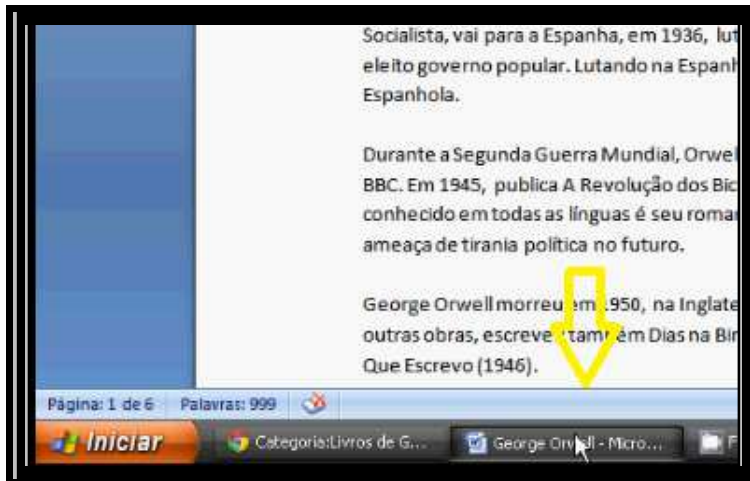 Socialista, vai para a Espanha, em 1936, lut
eleito governo popular. Lutando na Espanh
Espanhola.
Durante a Segunda Guerra Mundial, Orwel
BBC. Em 1945, publica A Revolução dos Bic
conhecido em todas as línguas é seu roman
ameaça de tirania política no futuro.
George Orwell morreu em 1950, na Inglate
outras obras, escreveu também Dias na Bir
Que Escrevo (1946).
Página: 1 de 6 Palavras: 999
Iniciar Categoria:Livros de G... George Orwell - Micro... F